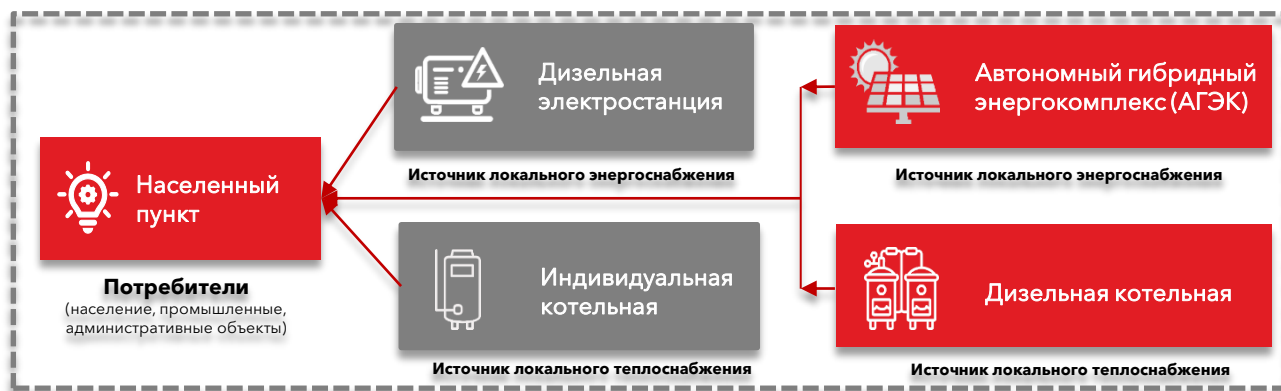 Населенный
пункт
Потребители
(население, промышленные,
административные объекты)
Дизельная
электростанция
Источник локального энергоснабжения
Индивидуальная
котельная
Источник локального теплоснабжения
Автономный гибридный
энергокомплекс (АГЭК)
Источник локального энергоснабжения
Дизельная котельная
Источник локального теплоснабжения